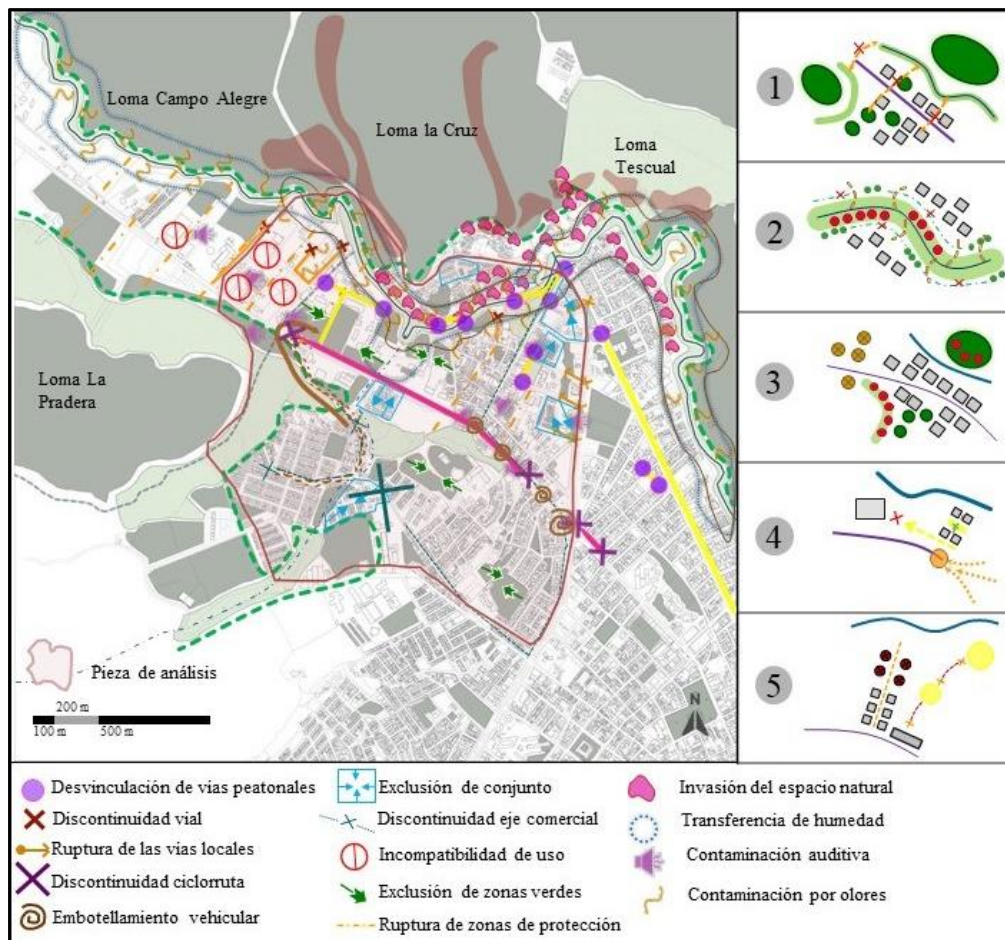 Loma Campo Alegre
Loma la Cruz
Loma
Tescual
Loma La
Pradera
Pieza de análisis
200 m
100 m
500 m
N
1
2
3
4
5
Desvinculación de vías peatonales
Discontinuidad vial
Ruptura de las vías locales
Discontinuidad ciclorruta
Embotellamiento vehicular
Exclusión de conjunto
Discontinuidad eje comercial
Incompatibilidad de uso
Exclusión de zonas verdes
Ruptura de zonas de protección
Invasión del espacio natural
Transferencia de humedad
Contaminación auditiva
Contaminación por olores